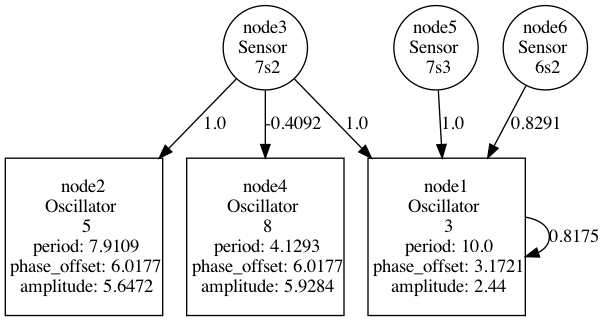 node3
Sensor
7s2
node5
Sensor
7s3
node6
Sensor
6s2
1.0
-0.4092
1.0
1.0
0.8291
node2
Oscillator
5
period: 7.9109
phase_offset: 6.0177
amplitude: 5.6472
node4
Oscillator
8
period: 4.1293
phase_offset: 6.0177
amplitude: 5.9284
node1
Oscillator
3
period: 10.0
phase_offset: 3.1721
amplitude: 2.44
0.8175